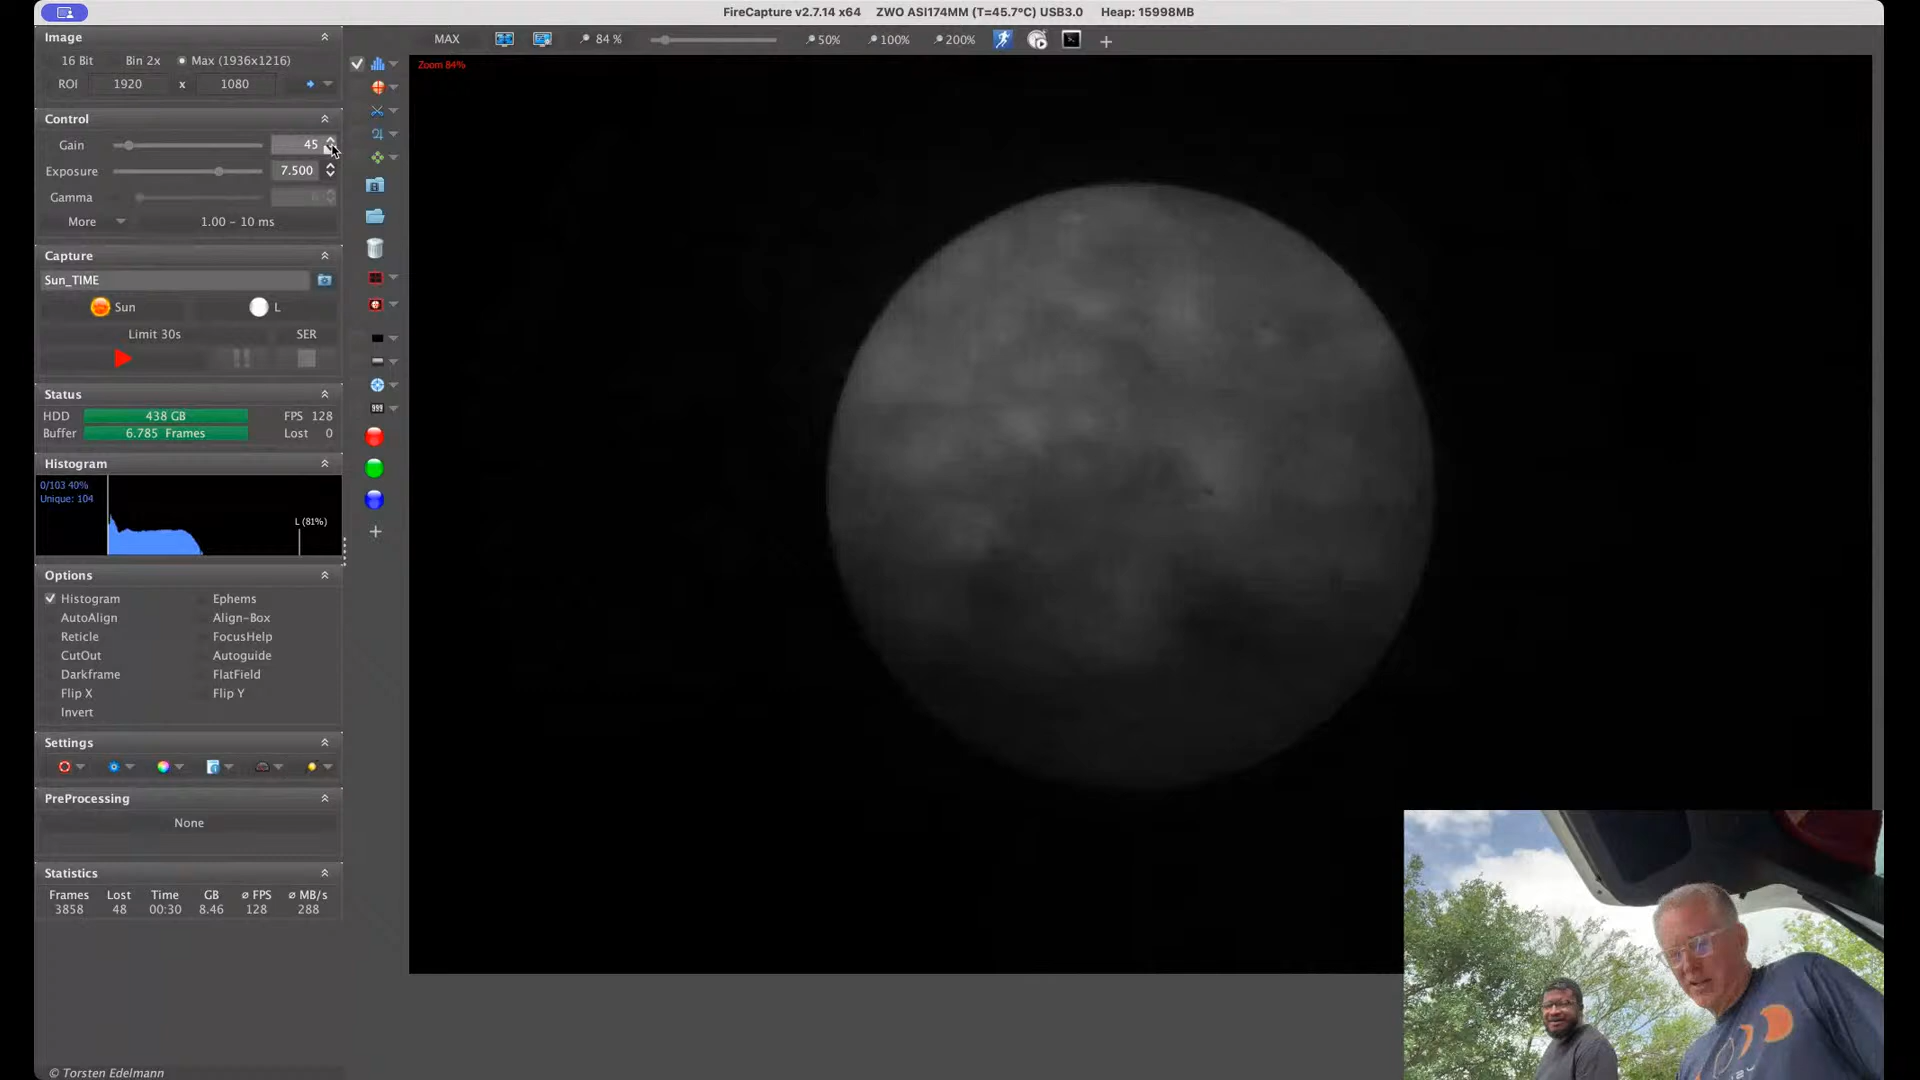 FireCapture v2.7.14 x64 ZWO ASI174MM (T=45.7°C) USB3.0 Heap: 15998MB
Image
MAX 84 % 50% 100% 200%
16 Bit Bin 2x Max (1936x1216)
Zoom 84%
ROI 1920 x 1080
Control
Gain 45
Exposure 7.500
Gamma
More 1.00 – 10 ms
Capture
Sun_TIME
Sun L
Limit 30s SER
Status
HDD 438 GB FPS 128
Buffer 6.785 Frames Lost 0
999
Histogram
0/103 40%
Unique: 104
L (81%)
Options
Histogram Ephems
AutoAlign Align-Box
Reticle FocusHelp
CutOut Autoguide
Darkframe FlatField
Flip X Flip Y
Invert
Settings
PreProcessing
None
Statistics
Frames Lost Time GB ø FPS ø MB/s
3858 48 00:30 8.46 128 288
© Torsten Edelmann